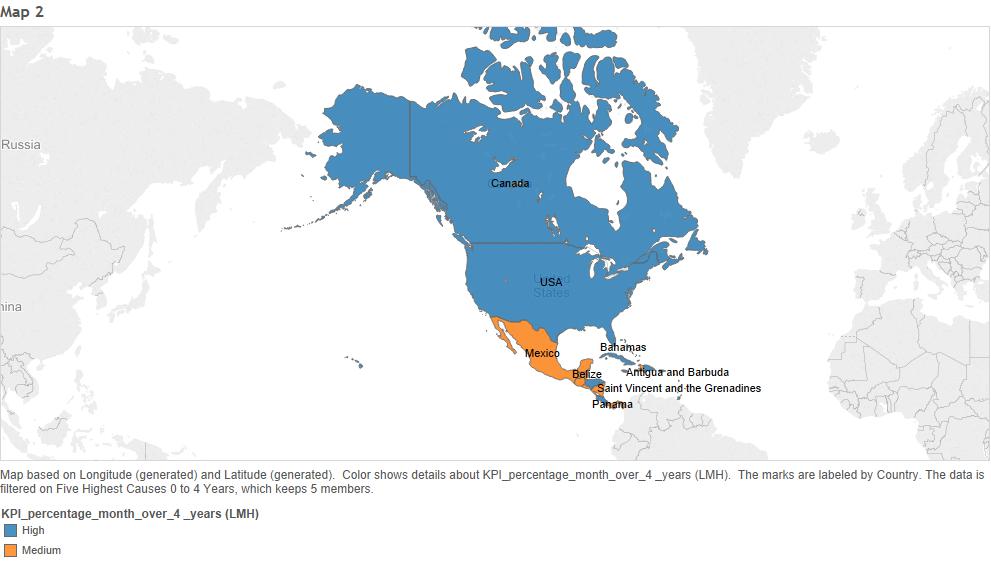 Map 2
Russia
Canada
United
USA
States
hina
Bahamas
Mexico
Antigua and Barbuda
Belize
Saint Vincent and the Grenadines
Panama
Map based on Longitude (generated) and Latitude (generated).  Color shows details about KPI_percentage_month_over_4 _years (LMH).  The marks are labeled by Country. The data is
filtered on Five Highest Causes 0 to 4 Years, which keeps 5 members.
KPI_percentage_month_over_4 _years (LMH)
High
Medium